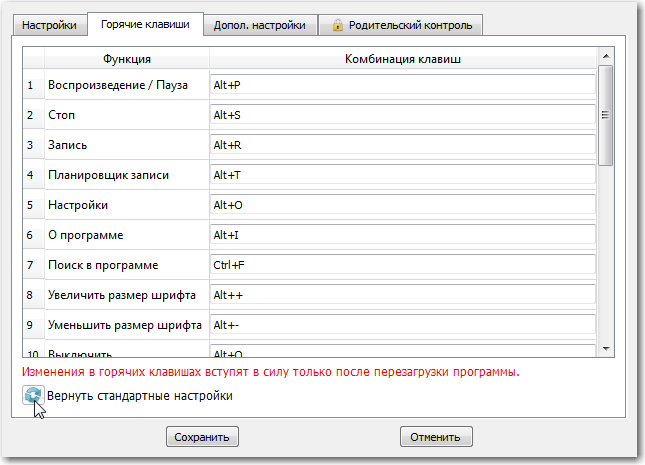 Настройки Горячие клавиши Допол. настройки Родительский контроль
Функция Комбинация клавиш
1 Воспроизведение / Пауза Alt+P
2 Стоп Alt+S
3 Запись Alt+R
4 Планировщик записи Alt+T
5 Настройки Alt+O
6 О программе Alt+I
7 Поиск в программе Ctrl+F
8 Увеличить размер шрифта Alt++
9 Уменьшить размер шрифта Alt+-
10 Выключить Alt+Q
Изменения в горячих клавишах вступят в силу только после перезагрузки программы.
Вернуть стандартные настройки
Сохранить Отменить